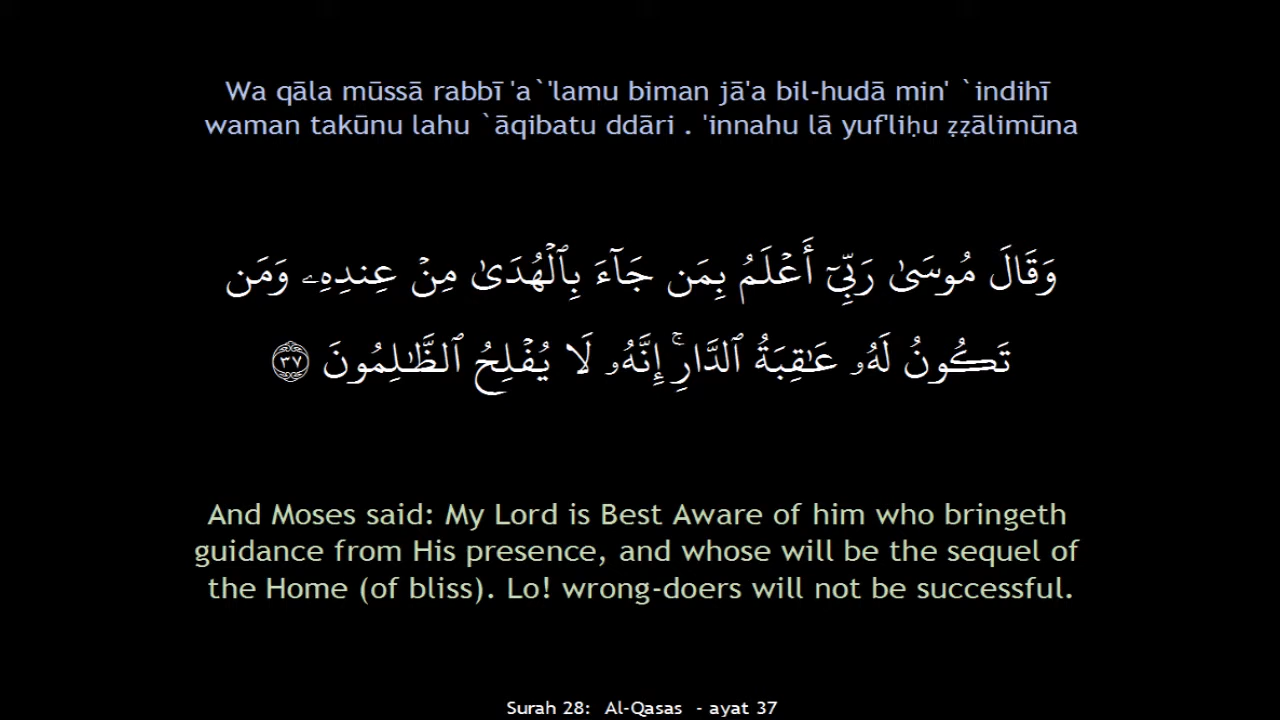 Wa qāla mūssā rabbī 'a`'lamu biman jā'a bil-hudā min' `indihī
waman takūnu lahu `āqibatu ddāri . 'innahu lā yuf'liḥu ẓẓālimūna
وَقَالَ مُوسَىٰ رَبِّىٓ أَعۡلَمُ بِمَن جَآءَ بِٱلۡهُدَىٰ مِنۡ عِندِهِۦ وَمَن
تَكُونُ لَهُۥ عَـٰقِبَةُ ٱلدَّارِ‌ۚ إِنَّهُۥ لَا يُفۡلِحُ ٱلظَّـٰلِمُونَ ٣٧
And Moses said: My Lord is Best Aware of him who bringeth
guidance from His presence, and whose will be the sequel of
the Home (of bliss). Lo! wrong-doers will not be successful.
Surah 28: Al-Qasas - ayat 37